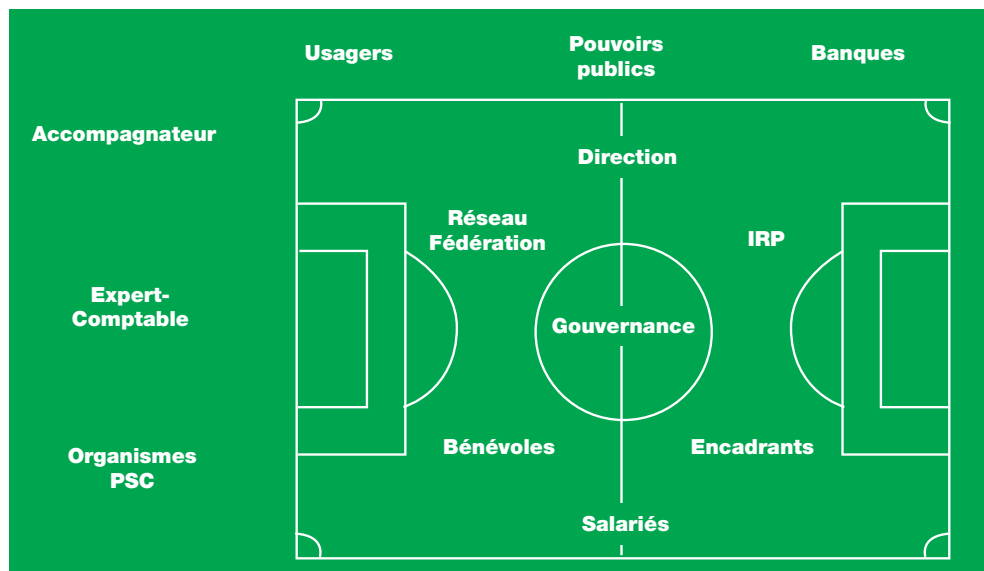 Usagers
Pouvoirs
publics
Banques
Accompagnateur
Direction
Réseau
Fédération
IRP
Expert-
Comptable
Gouvernance
Bénévoles
Encadrants
Organismes
PSC
Salariés